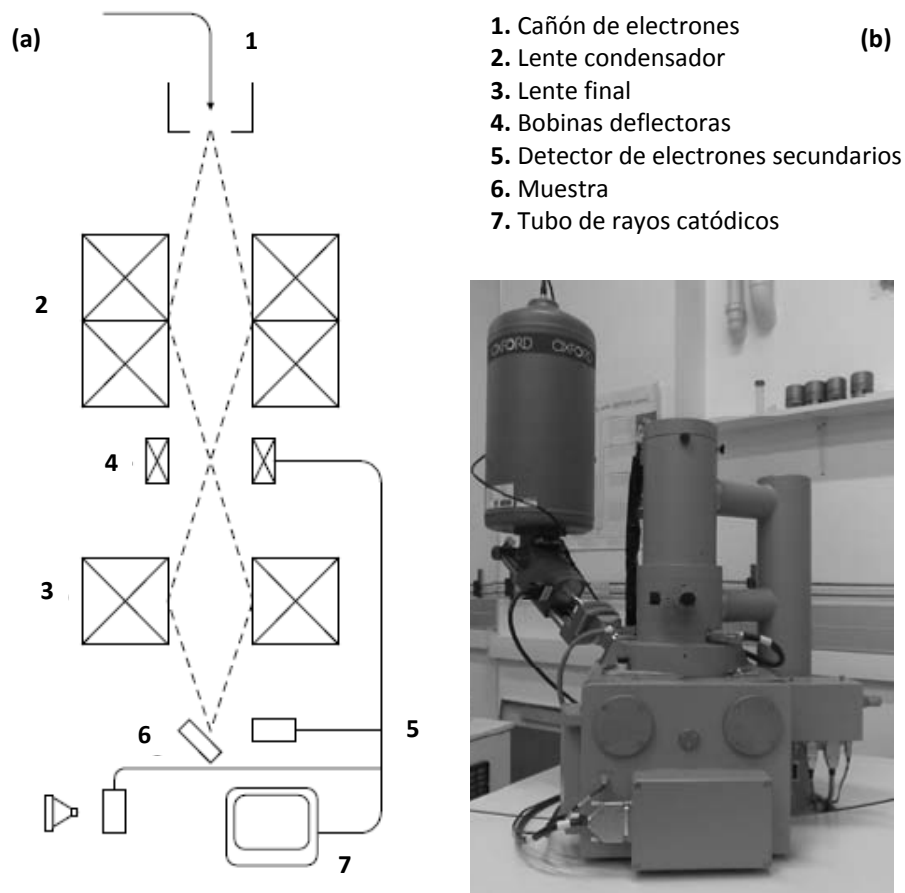 (a)
1
2
4
3
6
5
7
1. Cañón de electrones
2. Lente condensador
3. Lente final
4. Bobinas deflectoras
5. Detector de electrones secundarios
6. Muestra
7. Tubo de rayos catódicos
(b)
OXFORD OXFORD